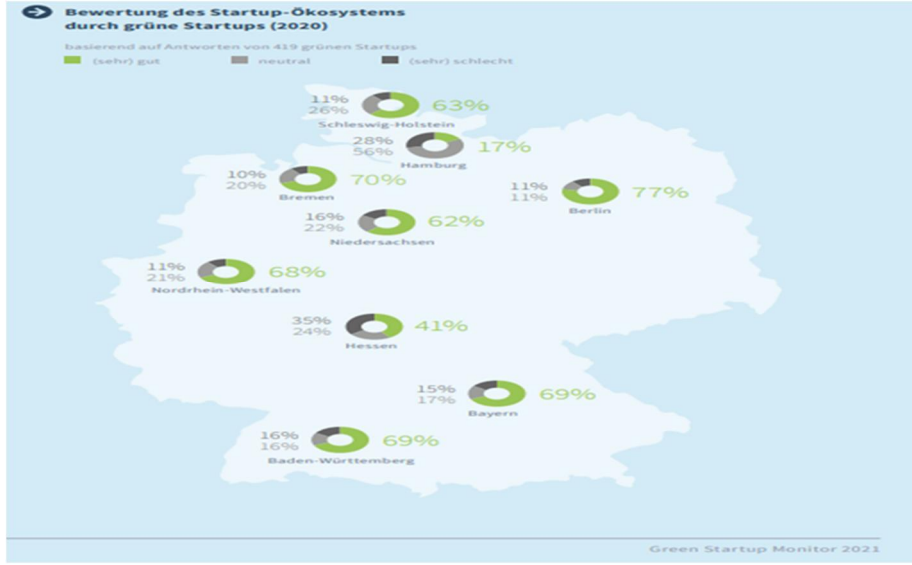 Bewertung des Startup-Ökosystems
durch grüne Startups (2020)
basierend auf Antworten von 419 grünen Startups
(sehr) gut
neutral
(sehr) schlecht
11%
26%
63%
Schleswig-Holstein
28%
56%
17%
Hamburg
10%
20%
70%
Bremen
11%
11%
77%
Berlin
16%
22%
62%
Niedersachsen
11%
21%
68%
Nordrhein-Westfalen
35%
24%
41%
Hessen
15%
17%
69%
Bayern
16%
16%
69%
Baden-Württemberg
Green Startup Monitor 2021